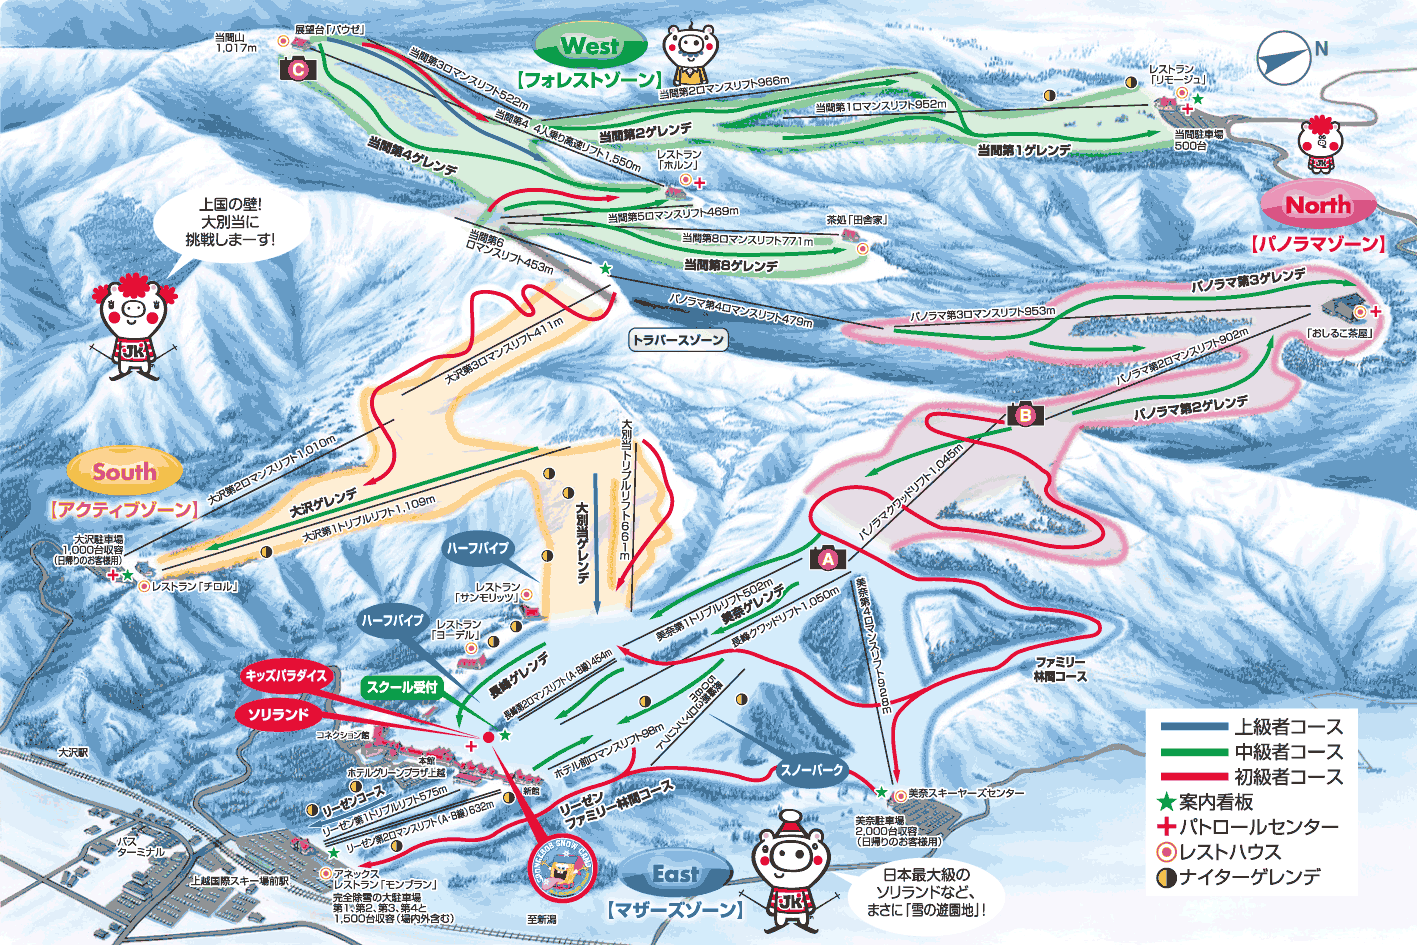 当間山
1,017m
展望台「パウゼ」
C
West
【フォレストゾーン】
N
レストラン
「リモージュ」
当間駐車場
500台
当間第3ロマンスリフト522m
当間第4 4人乗り高速リフト1,550m
当間第2ロマンスリフト966m
当間第1ロマンスリフト952m
当間第2ゲレンデ
当間第1ゲレンデ
当間第4ゲレンデ
レストラン
「ホルン」
当間第5ロマンスリフト469m
当間第8ロマンスリフト771m
当間第8ゲレンデ
茶処「田舎家」
当間第6
ロマンスリフト453m
North
【パノラマゾーン】
上国の壁!
大別当に
挑戦しまーす!
JK
パノラマ第4ロマンスリフト479m
トラバースゾーン
パノラマ第3ロマンスリフト953m
パノラマ第3ゲレンデ
「おしるこ茶屋」
パノラマ第2ロマンスリフト902m
パノラマ第2ゲレンデ
B
パノラマクワッドリフト1,045m
South
【アクティブゾーン】
大沢第3ロマンスリフト411m
大沢第2ロマンスリフト1,010m
大沢ゲレンデ
大沢第1トリプルリフト1,109m
大沢駐車場
1,000台収容
(日帰りのお客様用)
レストラン「チロル」
大別当トリプルリフト661m
大別当ゲレンデ
ハーフパイプ
レストラン
「サンモリッツ」
ハーフパイプ
レストラン
「ヨーデル」
A
美奈第1トリプルリフト502m
美奈ゲレンデ
長峰クワッドリフト1,050m
美奈第4ロマンスリフト628m
ファミリー
林間コース
長峰ゲレンデ
長峰第2ロマンスリフト(A・B線)454m
キッズパラダイス
スクール受付
ソリランド
コネクション館
本館
ホテルグリーンプラザ上越
新館
ホテル前ロマンスリフト98m
スノーパーク
リーゼンコース
リーゼン第1トリプルリフト575m
リーゼン第2ロマンスリフト(A・B線)632m
リーゼン
ファミリー林間コース
美奈スキーヤーズセンター
美奈駐車場
2,000台収容
(日帰りのお客様用)
大沢駅
バス
ターミナル
上越国際スキー場前駅
アネックス
レストラン「モンブラン」
完全除雪の大駐車場
第1、第2、第3、第4と
1,500台収容(場内外含む)
至新潟
SPONGEBOB SNOW CAMP
East
【マザーズゾーン】
JK
日本最大級の
ソリランドなど、
まさに「雪の遊園地」!
上級者コース
中級者コース
初級者コース
案内看板
パトロールセンター
レストハウス
ナイターゲレンデ